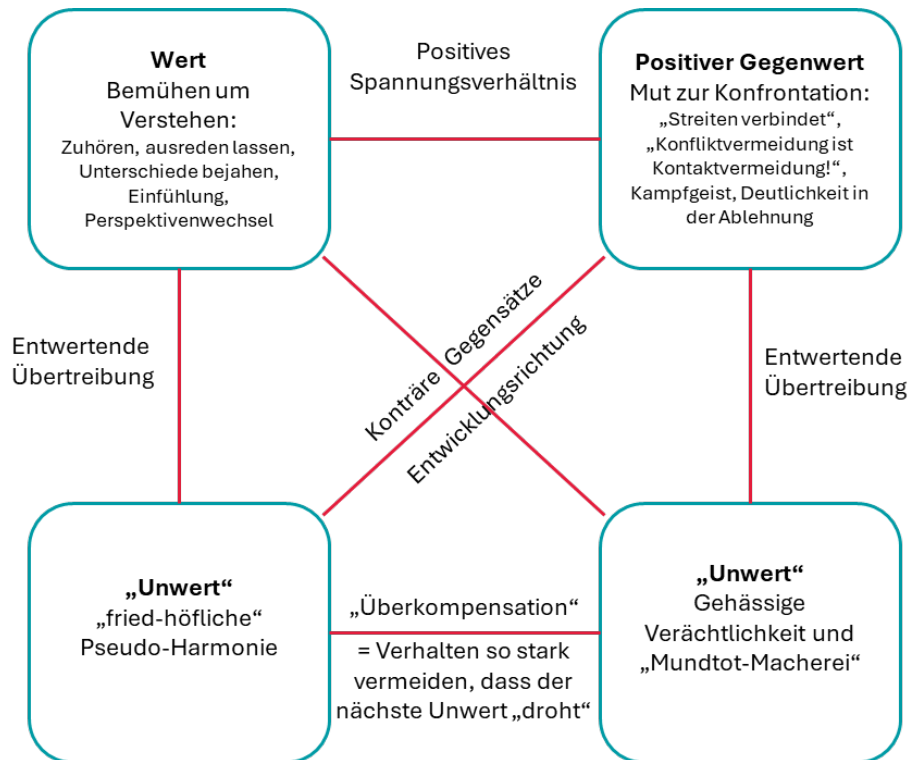 Wert
Bemühen um
Verstehen:
Zuhören, ausreden lassen,
Unterschiede bejahen,
Einfühlung,
Perspektivenwechsel
Positives
Spannungsverhältnis
Positiver Gegenwert
Mut zur Konfrontation:
„Streiten verbindet“,
„Konfliktvermeidung ist
Kontaktvermeidung!“,
Kampfgeist, Deutlichkeit in
der Ablehnung
Entwertende
Übertreibung
Konträre Gegensätze
Entwicklungsrichtung
Entwertende
Übertreibung
„Unwert“
„fried-höfliche“
Pseudo-Harmonie
„Überkompensation“
= Verhalten so stark
vermeiden, dass der
nächste Unwert „droht“
„Unwert“
Gehässige
Verächtlichkeit und
„Mundtot-Macherei“